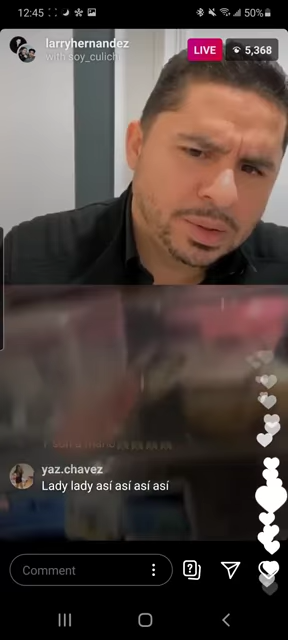 12:45
50%
larryhernandez
with soy_culichi
LIVE
5,368
yaz.chavez
Lady lady así así así así
Comment